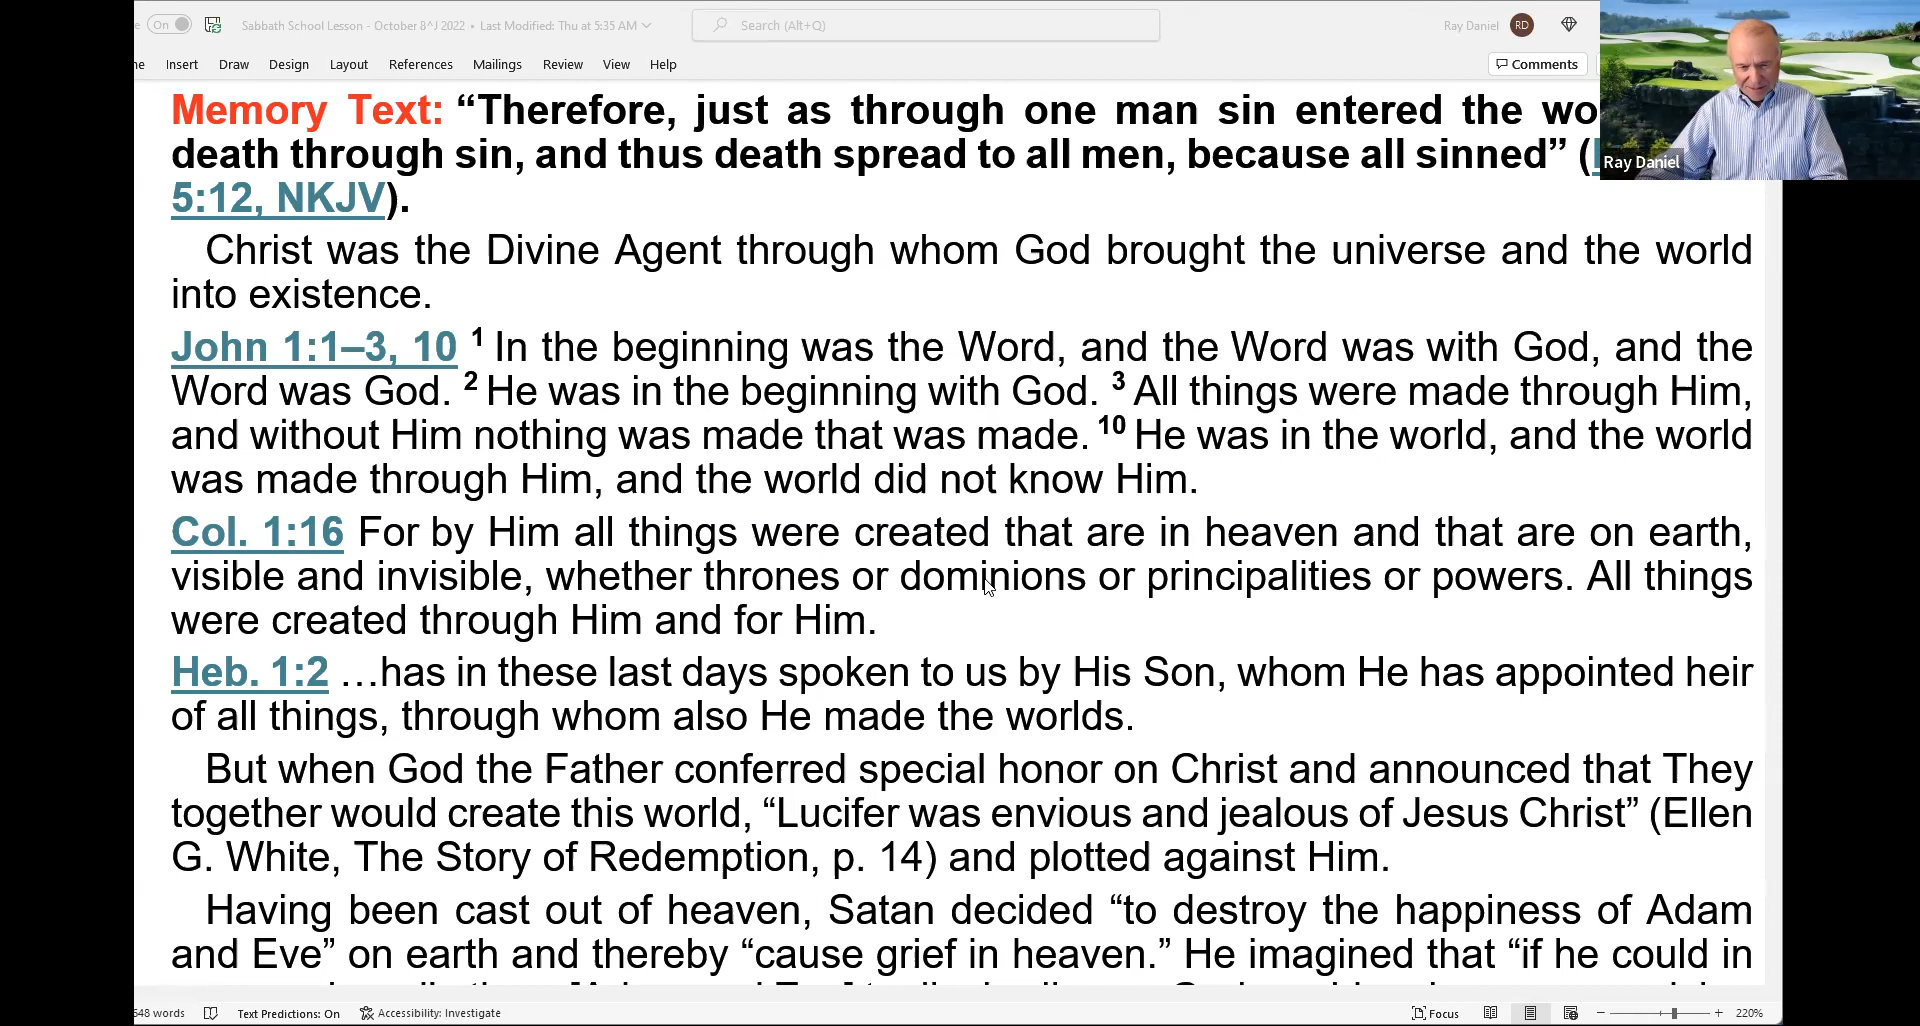 On Sabbath School Lesson - October 8^J 2022 • Last Modified: Thu at 5:35 AM Search (Alt+Q) Ray Daniel RD
Insert Draw Design Layout References Mailings Review View Help Comments
Memory Text: “Therefore, just as through one man sin entered the
death through sin, and thus death spread to all men, because all sinned” (
5:12, NKJV).
Ray Daniel
Christ was the Divine Agent through whom God brought the universe and the world
into existence.
John 1:1–3, 10 1 In the beginning was the Word, and the Word was with God, and the
Word was God. 2 He was in the beginning with God. 3 All things were made through Him,
and without Him nothing was made that was made. 10 He was in the world, and the world
was made through Him, and the world did not know Him.
Col. 1:16 For by Him all things were created that are in heaven and that are on earth,
visible and invisible, whether thrones or dominions or principalities or powers. All things
were created through Him and for Him.
Heb. 1:2 …has in these last days spoken to us by His Son, whom He has appointed heir
of all things, through whom also He made the worlds.
But when God the Father conferred special honor on Christ and announced that They
together would create this world, “Lucifer was envious and jealous of Jesus Christ” (Ellen
G. White, The Story of Redemption, p. 14) and plotted against Him.
Having been cast out of heaven, Satan decided “to destroy the happiness of Adam
and Eve” on earth and thereby “cause grief in heaven.” He imagined that “if he could in
words Text Predictions: On Accessibility: Investigate Focus 220%